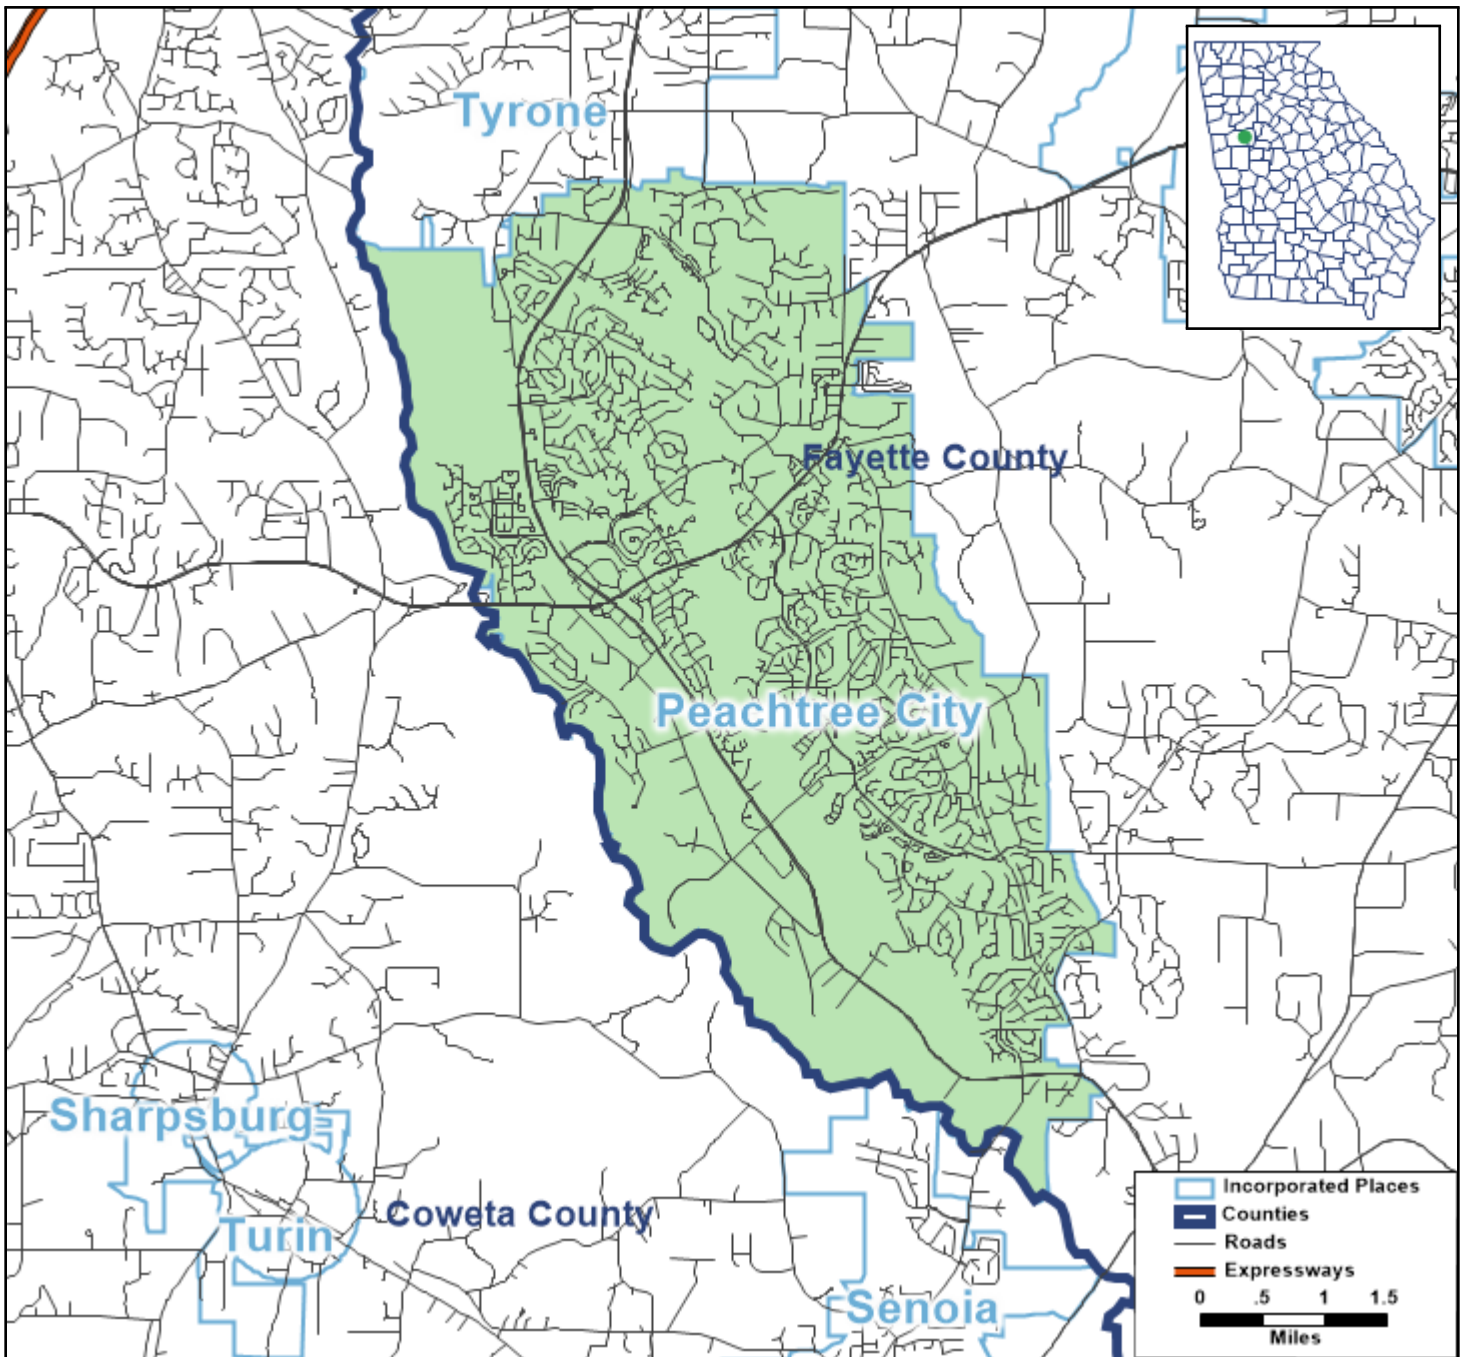 Tyrone
Fayette County
Peachtree City
Sharpsburg
Coweta County
Turin
Senoia
Incorporated Places
Counties
Roads
Expressways
0 .5 1 1.5
Miles